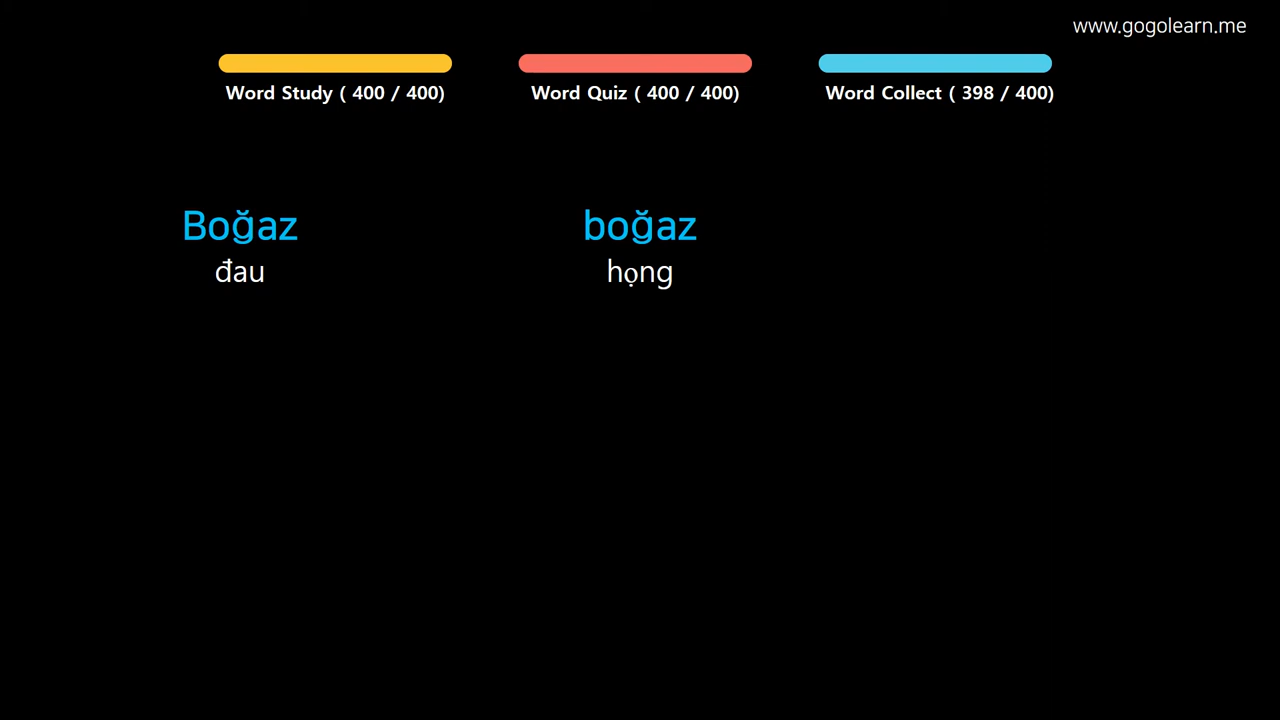 www.gogolearn.me
Word Study ( 400 / 400)
Word Quiz ( 400 / 400)
Word Collect ( 398 / 400)
Boğaz
đau
boğaz
họng